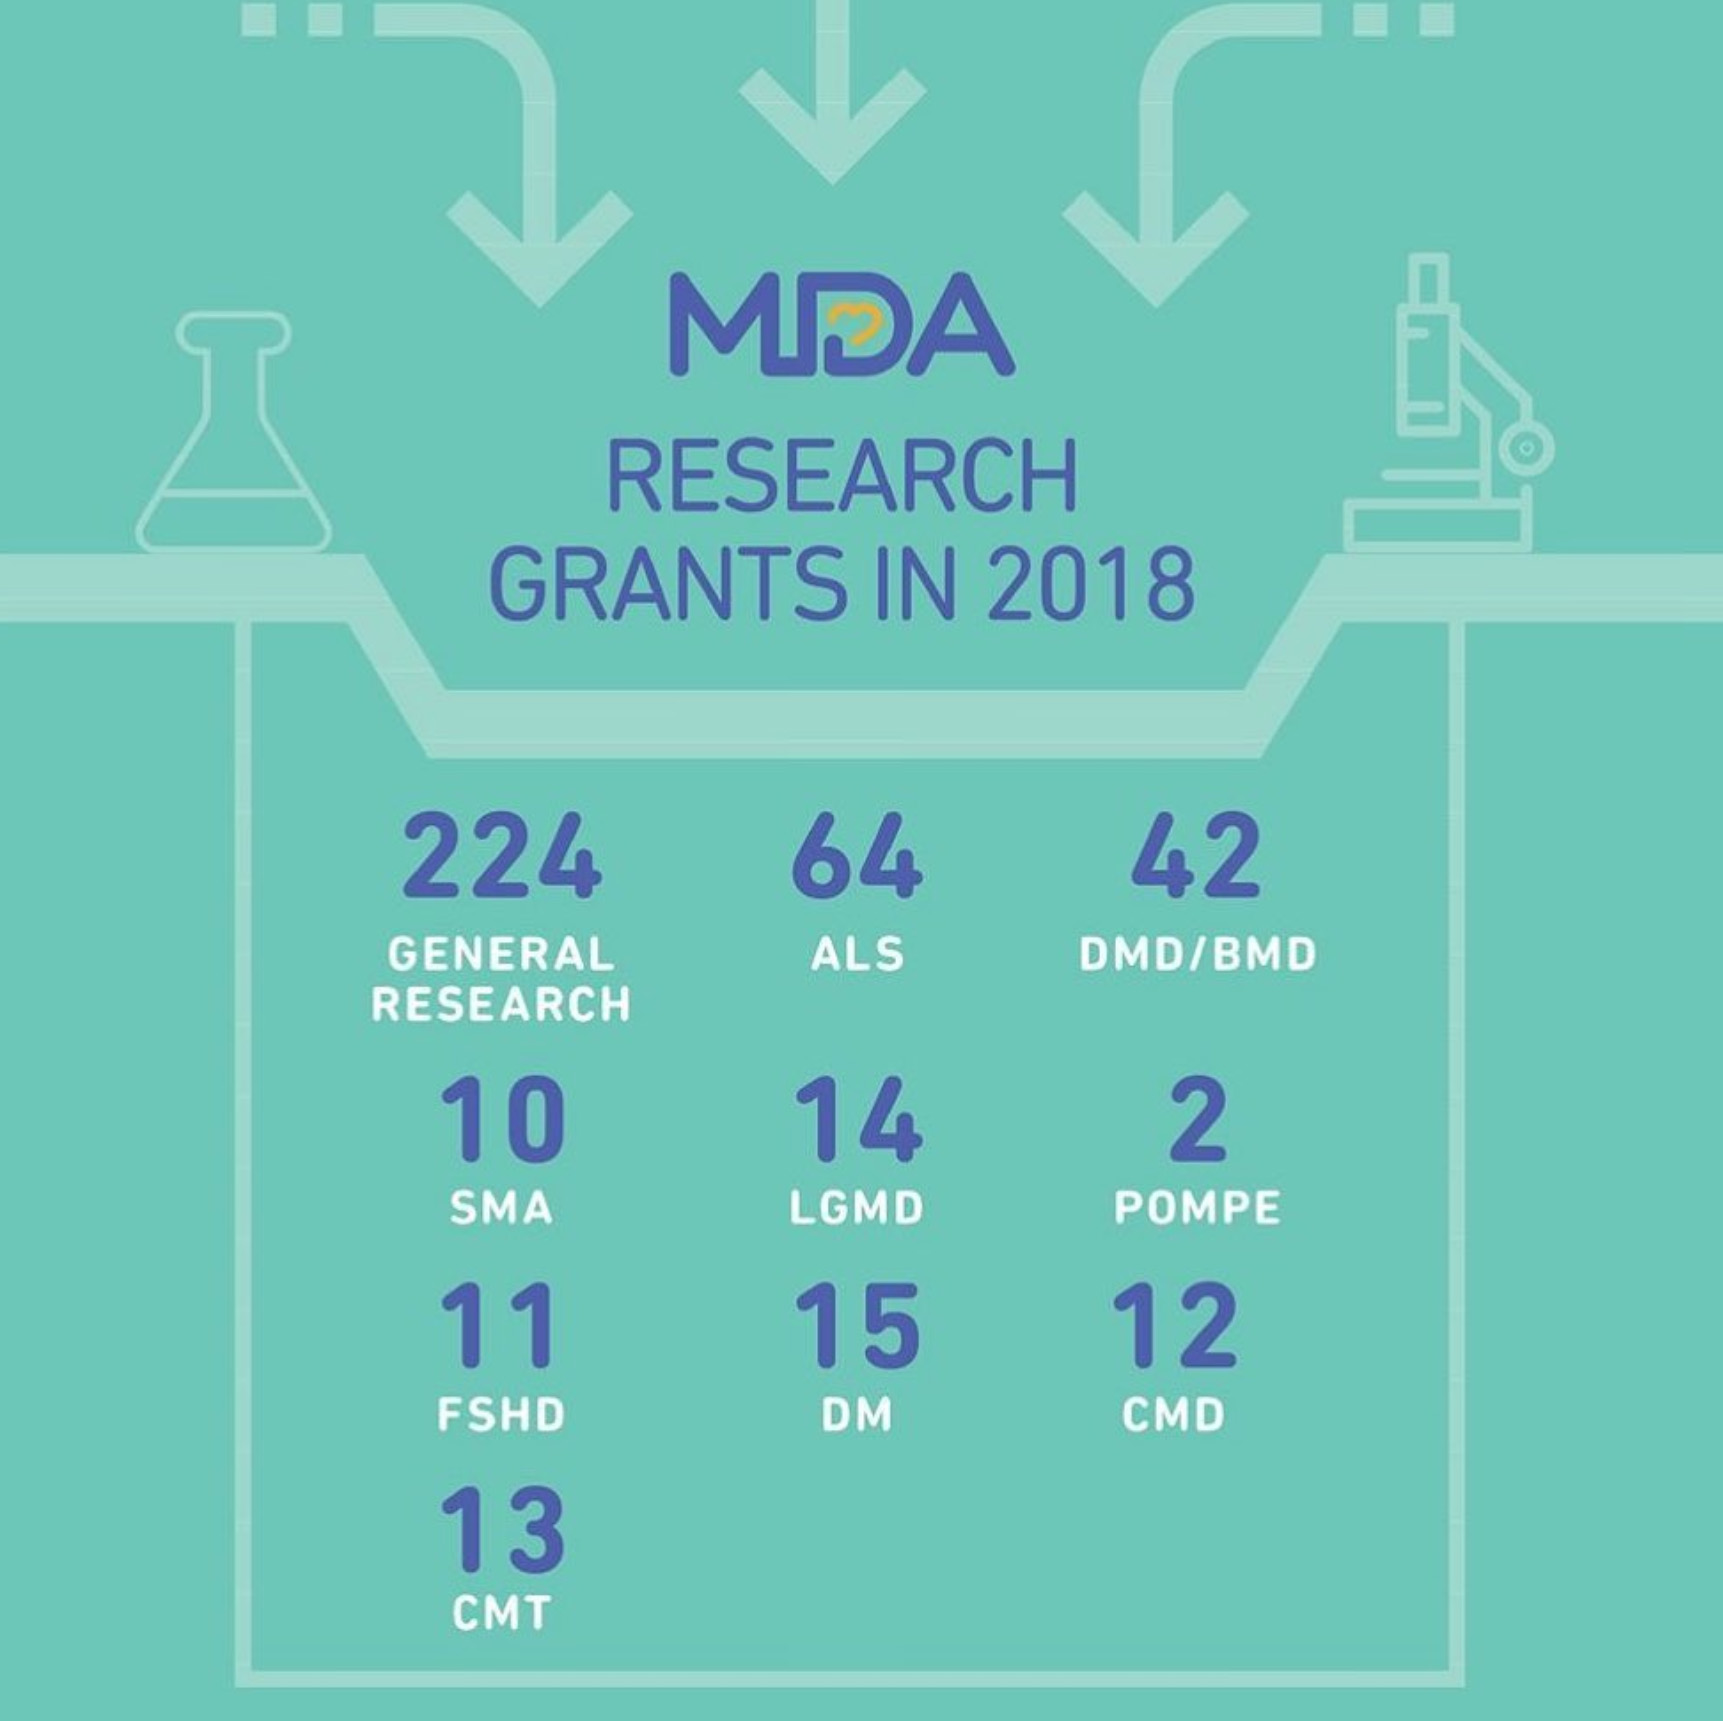 MDA
RESEARCH
GRANTS IN 2018
224
GENERAL
RESEARCH
64
ALS
42
DMD/BMD
10
SMA
14
LGMD
2
POMPE
11
FSHD
15
DM
12
CMD
13
CMT